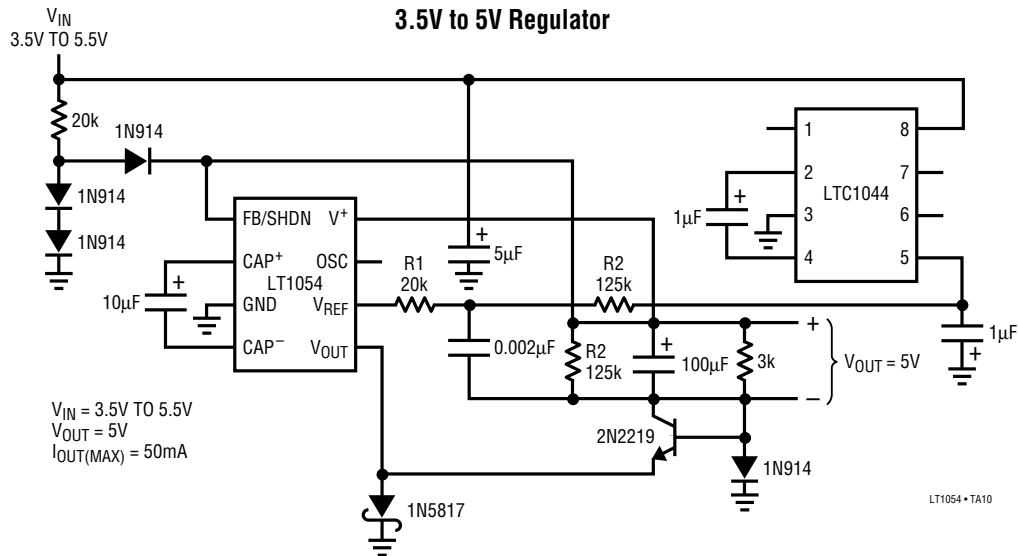 3.5V to 5V Regulator
VIN
3.5V TO 5.5V
20k
1N914
1N914
1N914
FB/SHDN V+
CAP+ OSC
LT1054
GND VREF
CAP− VOUT
10µF
+
5µF
+
R1
20k
R2
125k
0.002µF
R2
125k
100µF
+
3k
+
−
VOUT = 5V
1 8
2 7
LTC1044
3 6
4 5
1µF
+
1µF
+
2N2219
1N914
1N5817
VIN = 3.5V TO 5.5V
VOUT = 5V
IOUT(MAX) = 50mA
LT1054 • TA10